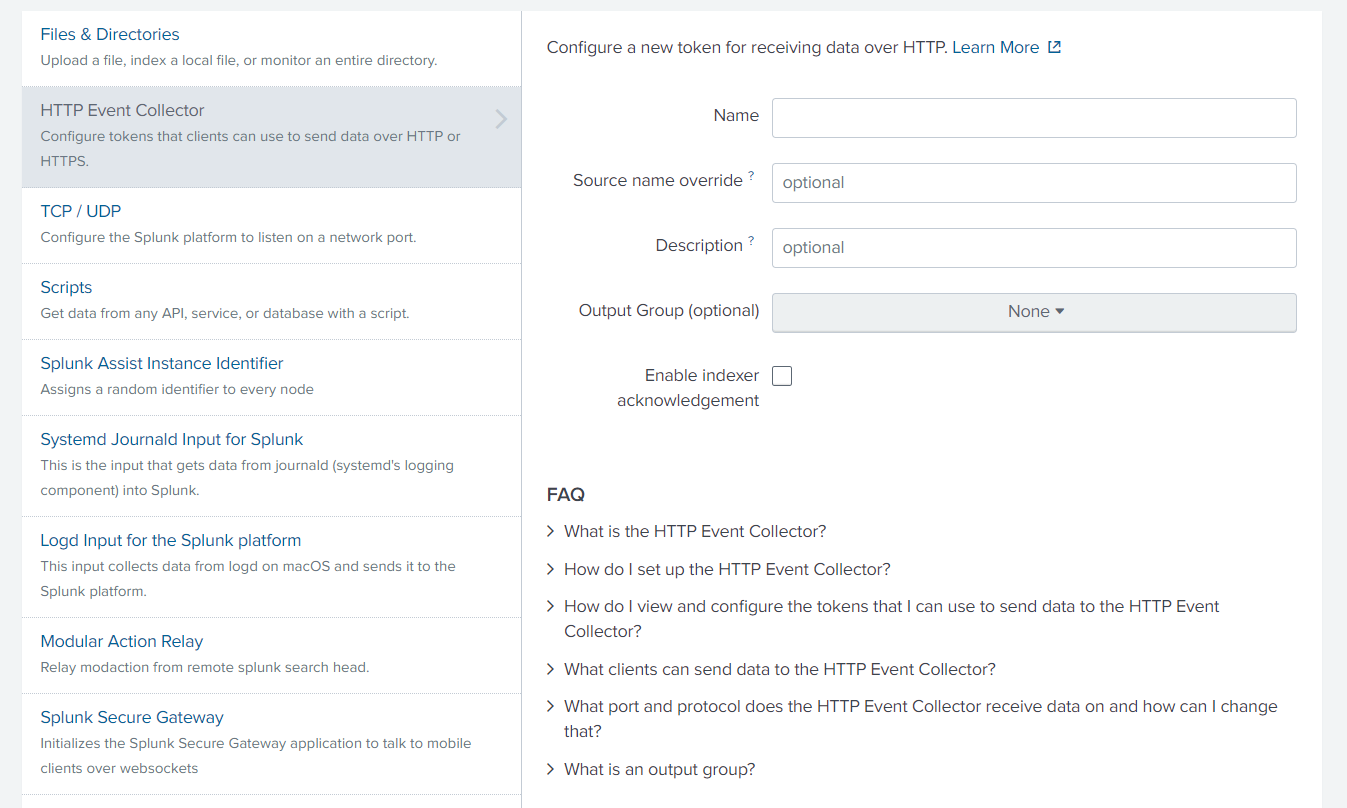 Files & Directories
Upload a file, index a local file, or monitor an entire directory.
HTTP Event Collector
Configure tokens that clients can use to send data over HTTP or
HTTPS.
TCP / UDP
Configure the Splunk platform to listen on a network port.
Scripts
Get data from any API, service, or database with a script.
Splunk Assist Instance Identifier
Assigns a random identifier to every node
Systemd Journald Input for Splunk
This is the input that gets data from journald (systemd's logging
component) into Splunk.
Logd Input for the Splunk platform
This input collects data from logd on macOS and sends it to the
Splunk platform.
Modular Action Relay
Relay modaction from remote splunk search head.
Splunk Secure Gateway
Initializes the Splunk Secure Gateway application to talk to mobile
clients over websockets
Configure a new token for receiving data over HTTP. Learn More
Name
Source name override ?
optional
Description ?
optional
Output Group (optional)
None
Enable indexer
acknowledgement
FAQ
What is the HTTP Event Collector?
How do I set up the HTTP Event Collector?
How do I view and configure the tokens that I can use to send data to the HTTP Event
Collector?
What clients can send data to the HTTP Event Collector?
What port and protocol does the HTTP Event Collector receive data on and how can I change
that?
What is an output group?